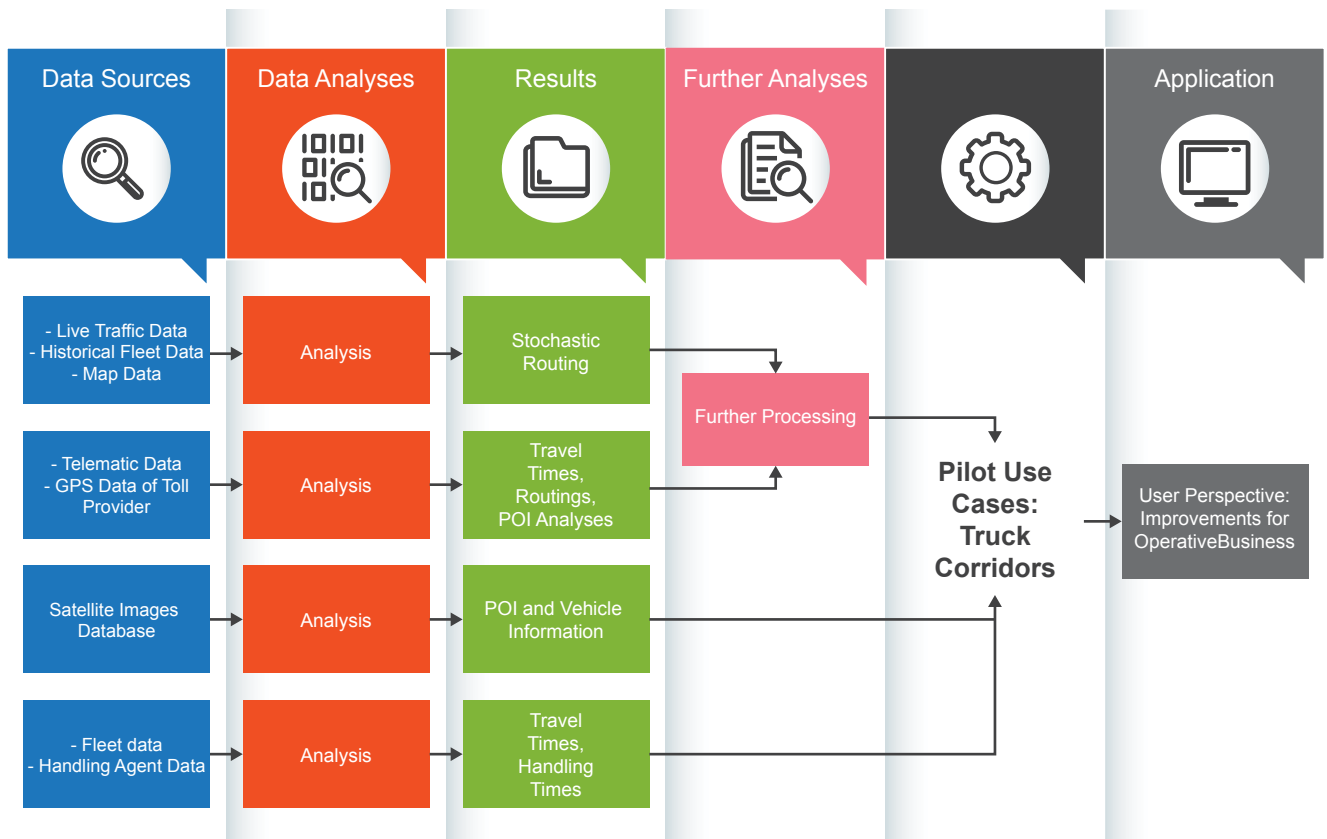 Data Sources
Data Analyses
Results
Further Analyses
Application
- Live Traffic Data
- Historical Fleet Data
- Map Data
Analysis
Stochastic
Routing
Further Processing
- Telematic Data
- GPS Data of Toll
Provider
Analysis
Travel
Times,
Routings,
POI Analyses
Pilot Use
Cases:
Truck
Corridors
User Perspective:
Improvements for
OperativeBusiness
Satellite Images
Database
Analysis
POI and Vehicle
Information
- Fleet data
- Handling Agent Data
Analysis
Travel
Times,
Handling
Times